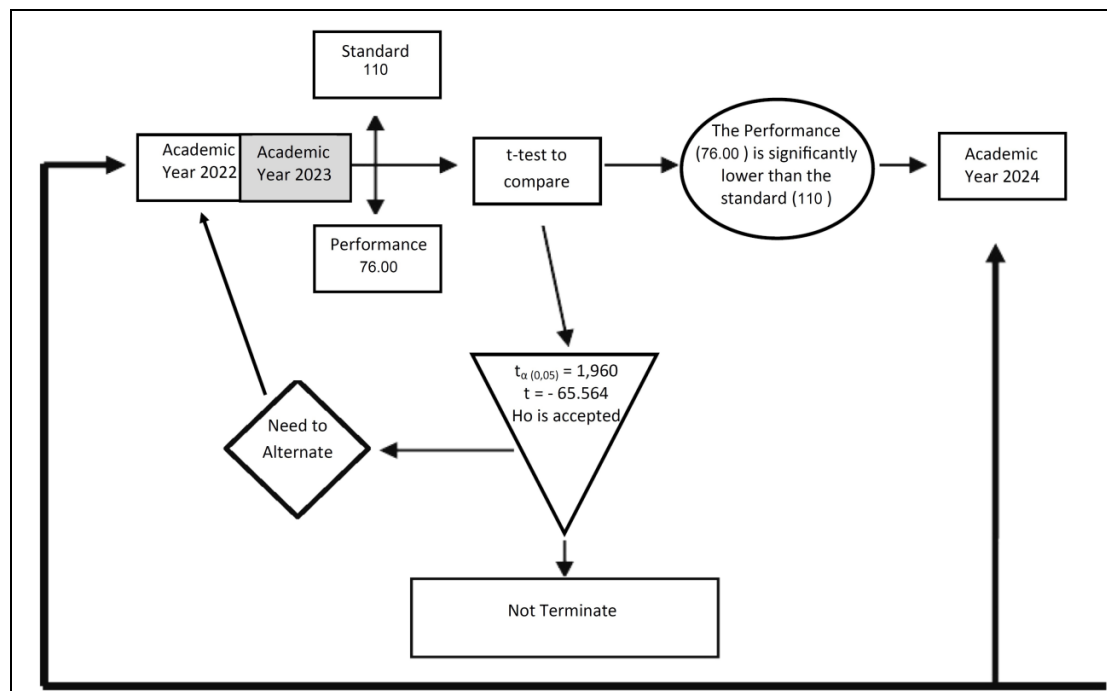 Standard
110
Academic
Year 2022
Academic
Year 2023
Performance
76.00
t-test to
compare
The Performance
(76.00 ) is significantly
lower than the
standard (110 )
Academic
Year 2024
tα (0,05) = 1,960
t = - 65.564
Ho is accepted
Need to
Alternate
Not Terminate